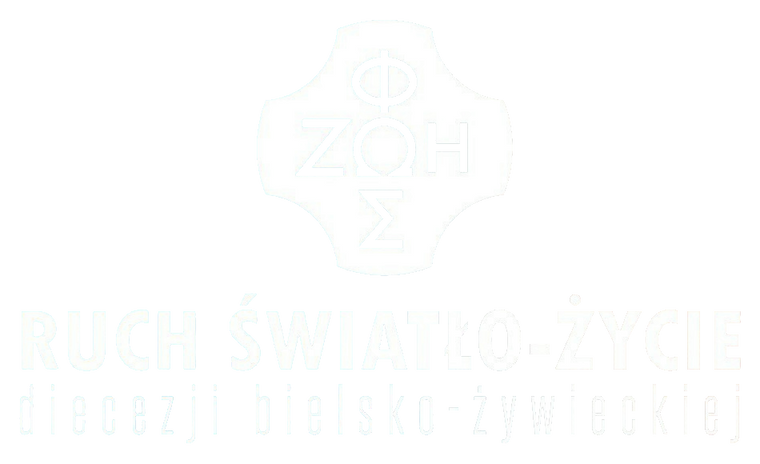 Φ
ΖΩΗ
Σ
RUCH ŚWIATŁO-ŻYCIE
diecezji bielsko-żywieckiej